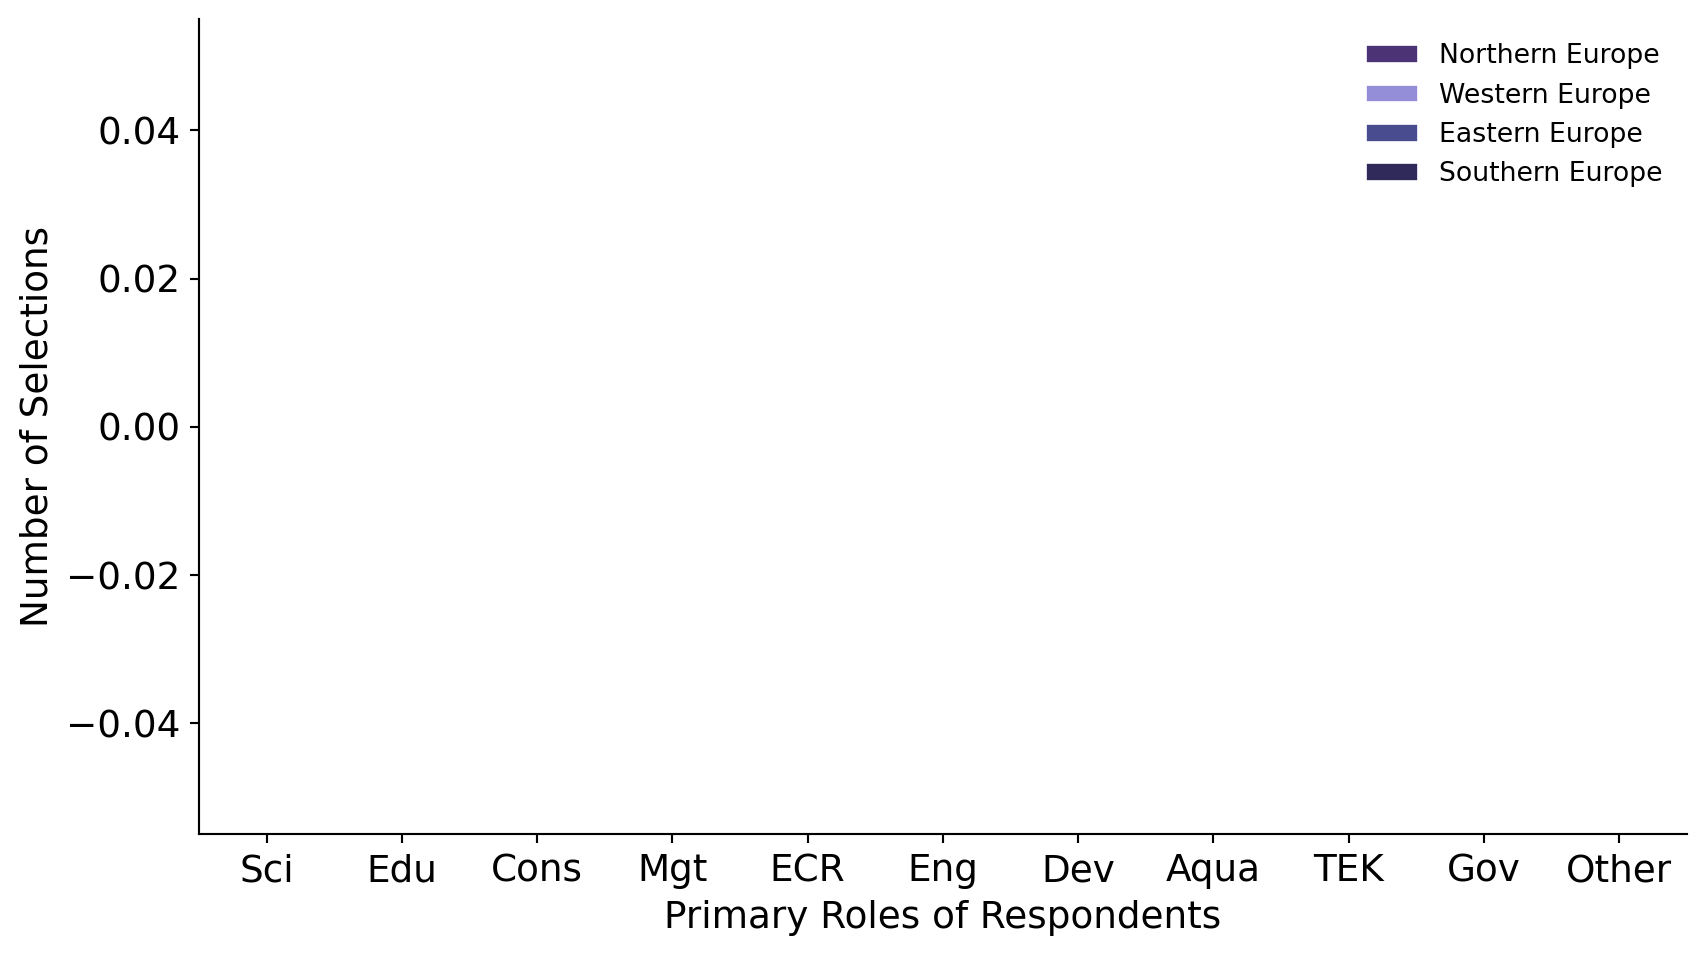 Northern Europe
Western Europe
Eastern Europe
Southern Europe
Number of Selections
0.04
0.02
0.00
−0.02
−0.04
Sci Edu Cons Mgt ECR Eng Dev Aqua TEK Gov Other
Primary Roles of Respondents